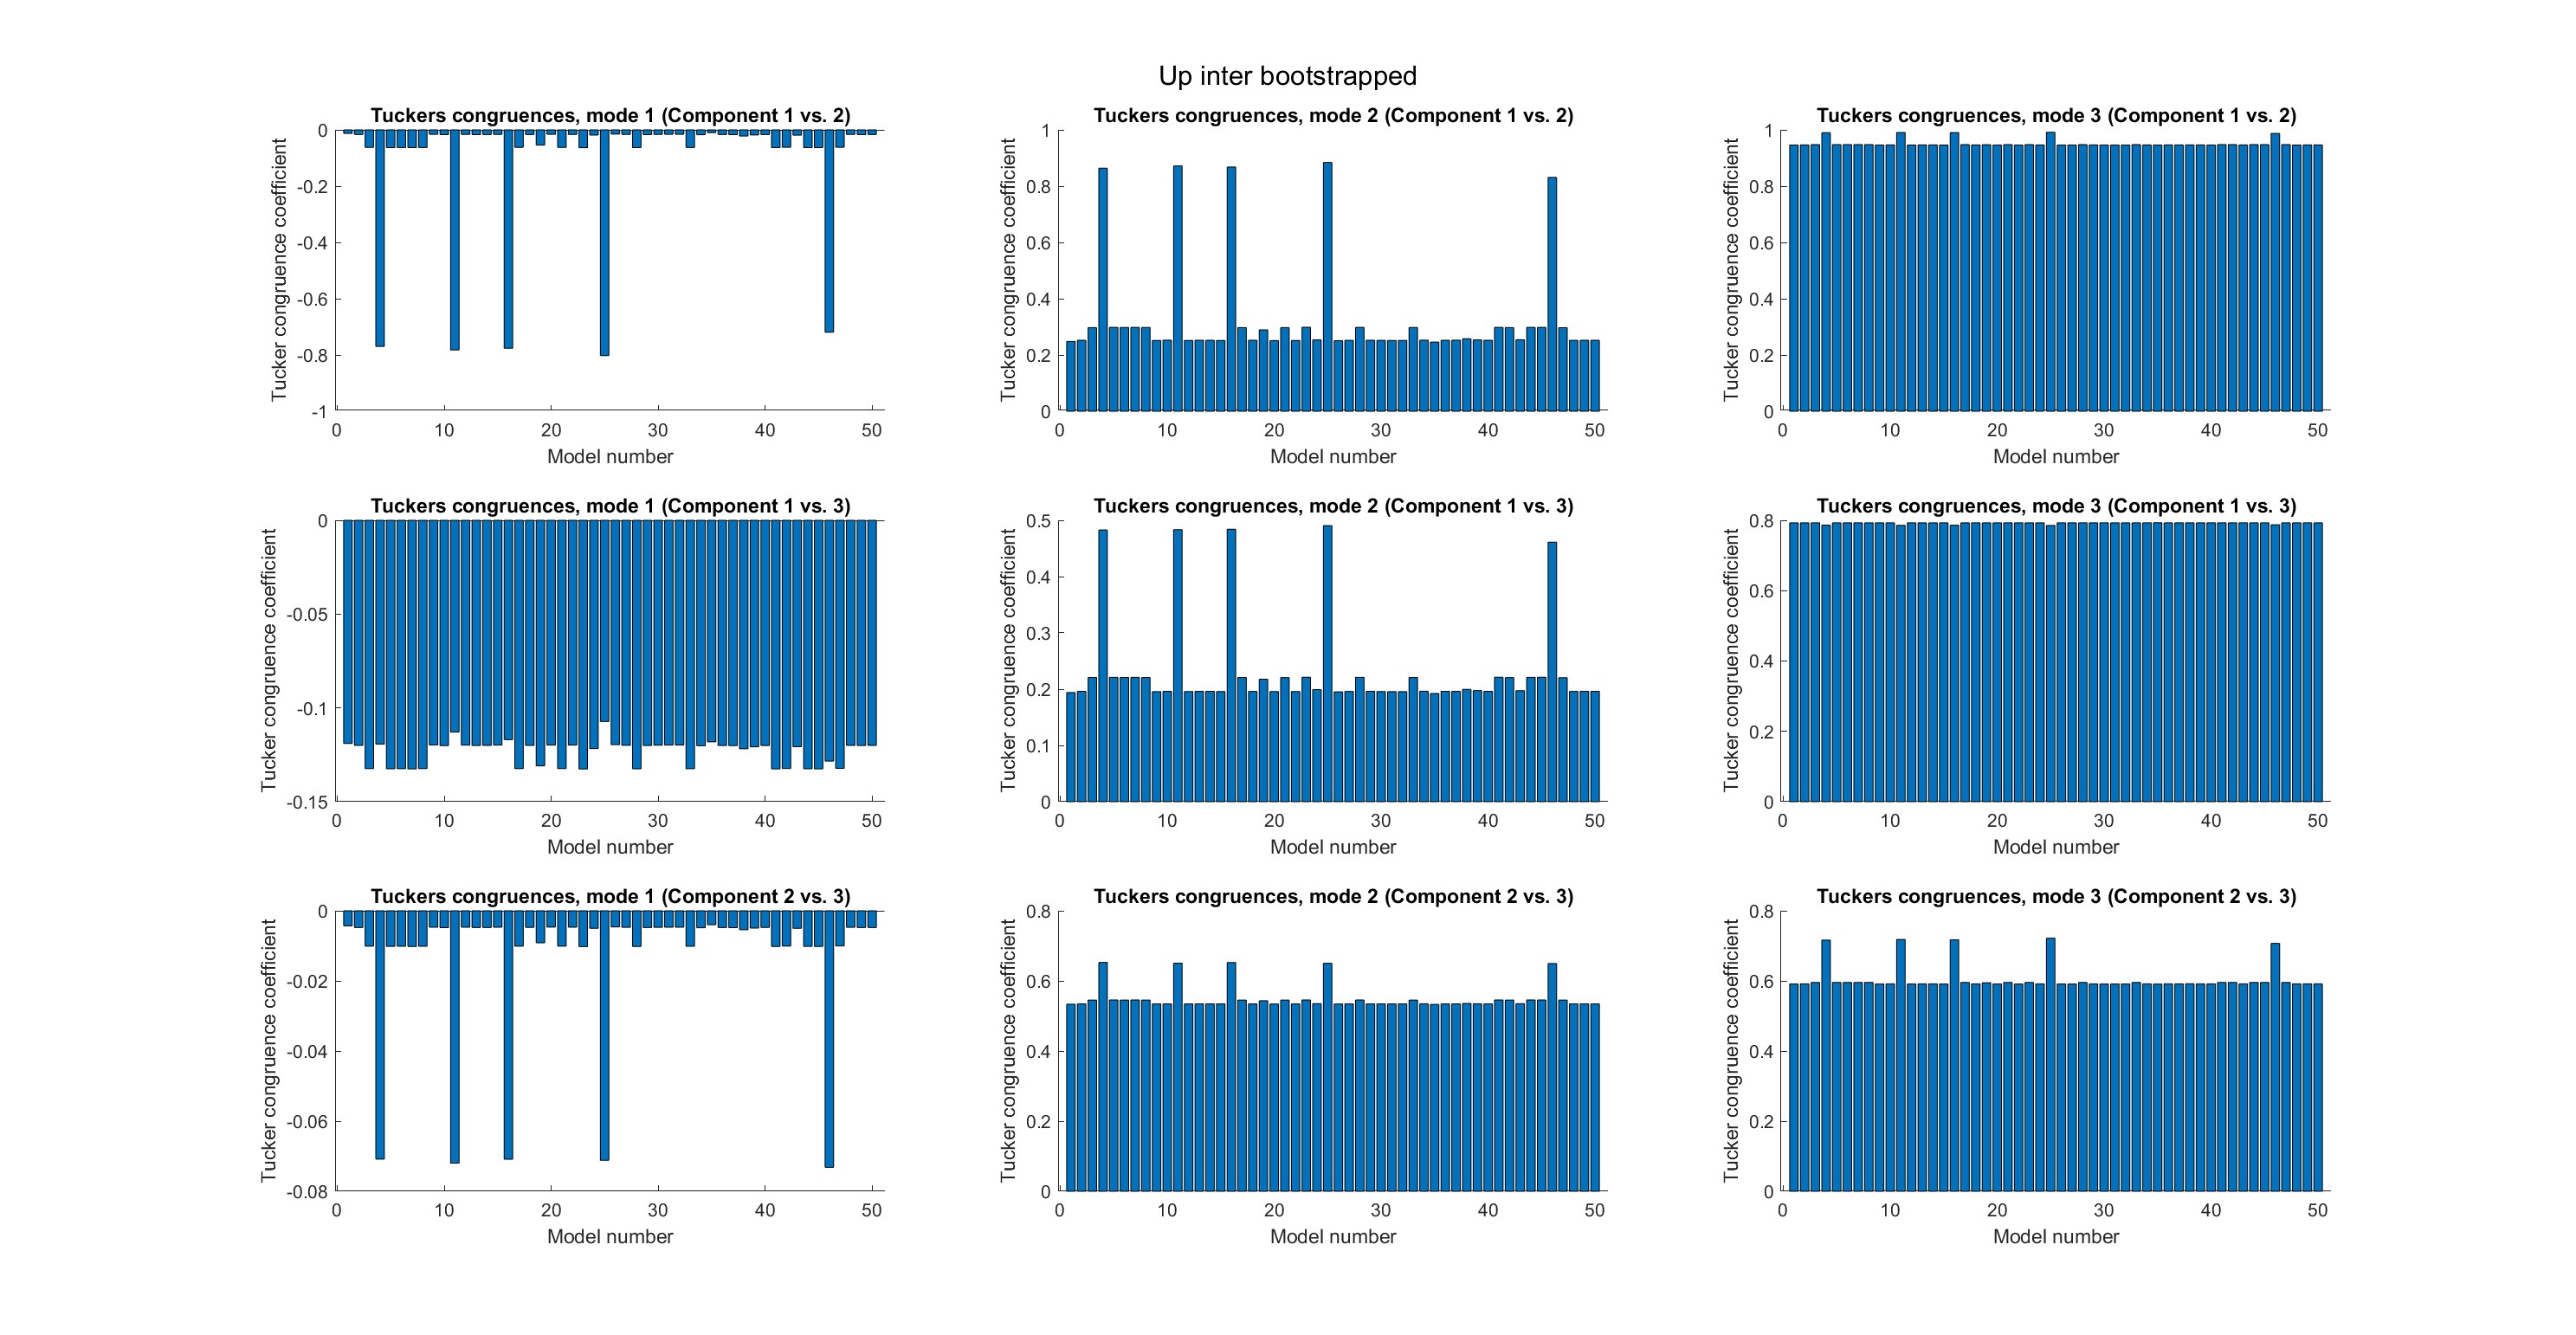 Up inter bootstrapped
Tuckers congruences, mode 1 (Component 1 vs. 2)
Tucker congruence coefficient
0
-0.2
-0.4
-0.6
-0.8
-1
0 10 20 30 40 50
Model number
Tuckers congruences, mode 2 (Component 1 vs. 2)
Tucker congruence coefficient
1
0.8
0.6
0.4
0.2
0
0 10 20 30 40 50
Model number
Tuckers congruences, mode 3 (Component 1 vs. 2)
Tucker congruence coefficient
1
0.8
0.6
0.4
0.2
0
0 10 20 30 40 50
Model number
Tuckers congruences, mode 1 (Component 1 vs. 3)
Tucker congruence coefficient
0
-0.05
-0.1
-0.15
0 10 20 30 40 50
Model number
Tuckers congruences, mode 2 (Component 1 vs. 3)
Tucker congruence coefficient
0.5
0.4
0.3
0.2
0.1
0
0 10 20 30 40 50
Model number
Tuckers congruences, mode 3 (Component 1 vs. 3)
Tucker congruence coefficient
0.8
0.6
0.4
0.2
0
0 10 20 30 40 50
Model number
Tuckers congruences, mode 1 (Component 2 vs. 3)
Tucker congruence coefficient
0
-0.02
-0.04
-0.06
-0.08
0 10 20 30 40 50
Model number
Tuckers congruences, mode 2 (Component 2 vs. 3)
Tucker congruence coefficient
0.8
0.6
0.4
0.2
0
0 10 20 30 40 50
Model number
Tuckers congruences, mode 3 (Component 2 vs. 3)
Tucker congruence coefficient
0.8
0.6
0.4
0.2
0
0 10 20 30 40 50
Model number